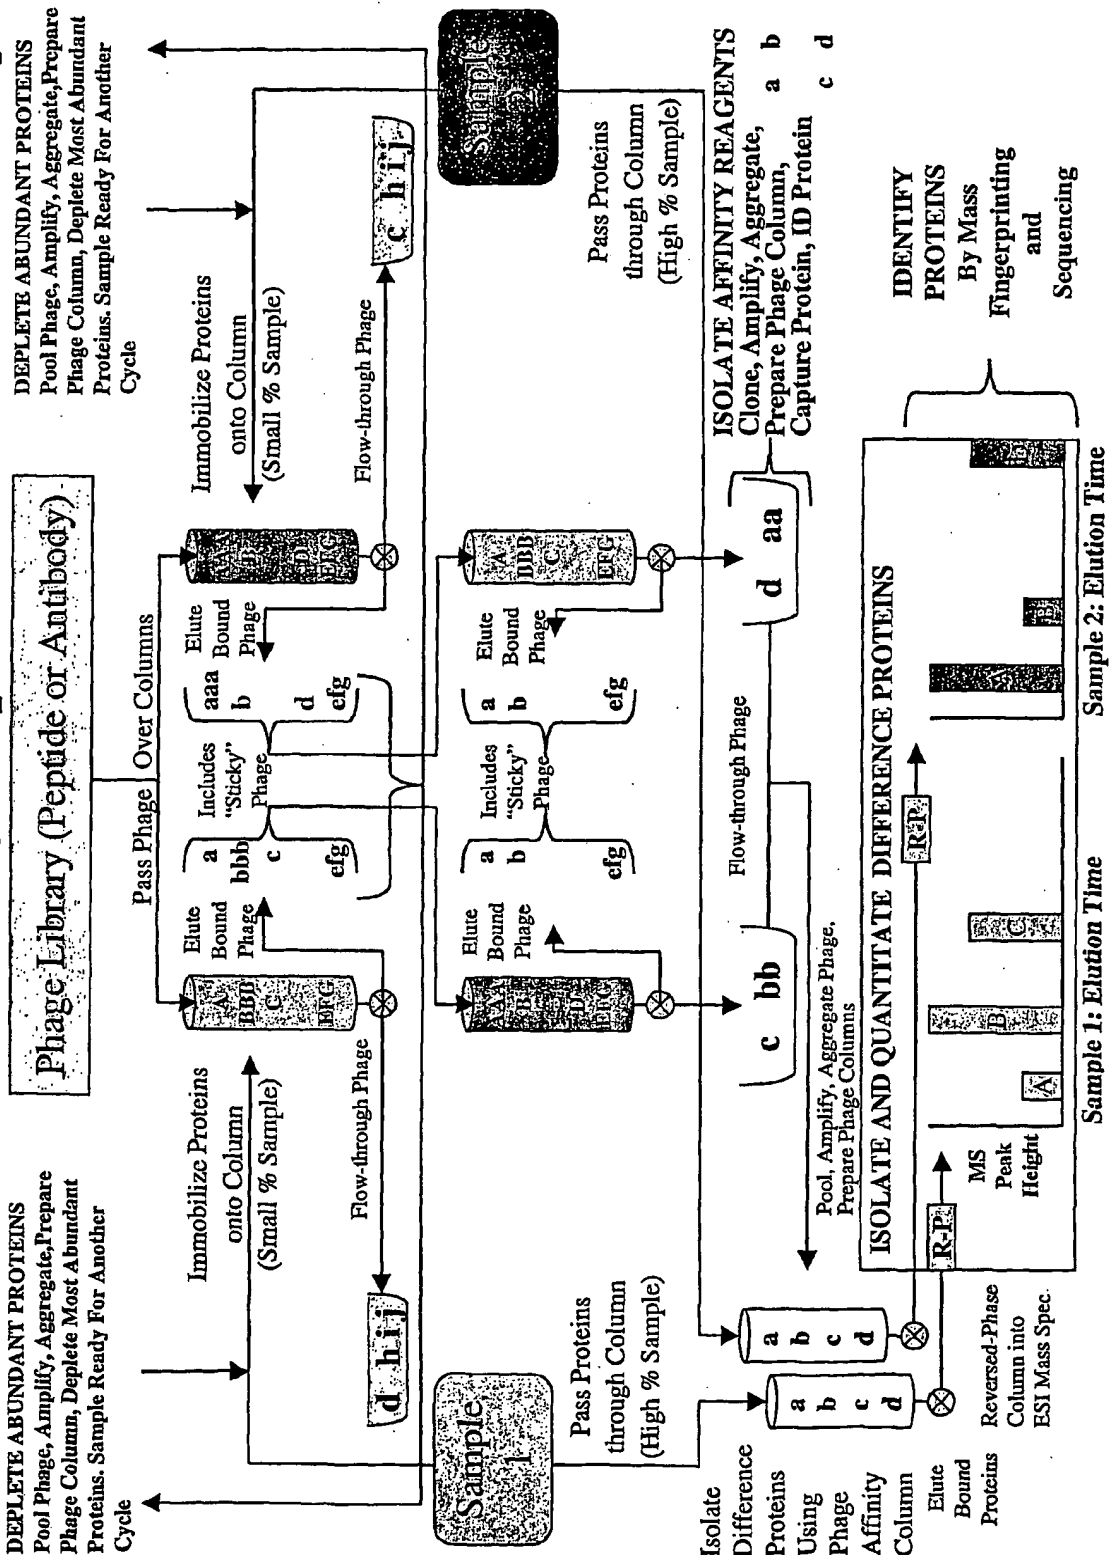 DEPLETE ABUNDANT PROTEINS
Pool Phage, Amplify, Aggregate,Prepare
Phage Column, Deplete Most Abundant
Proteins. Sample Ready For Another
Cycle
Phage Library (Peptide or Antibody)
DEPLETE ABUNDANT PROTEINS
Pool Phage, Amplify, Aggregate,Prepare
Phage Column, Deplete Most Abundant
Proteins. Sample Ready For Another
Cycle
Pass Phage Over Columns
Immobilize Proteins
onto Column
(Small % Sample)
A
BBB
C
EFG
Elute
Bound
Phage
a
bbb
c
efg
Includes
"Sticky"
Phage
aaa
b
d
efg
Elute
Bound
Phage
AAA
B
D
EFG
Immobilize Proteins
onto Column
(Small % Sample)
Flow-through Phage
d h i j
Flow-through Phage
c h i j
Sample
1
AAA
B
D
EFG
Elute
Bound
Phage
a
b
efg
Includes
"Sticky"
Phage
a
b
efg
Elute
Bound
Phage
A
BBB
C
EFG
Sample
2
Pass Proteins
through Column
(High % Sample)
Pass Proteins
through Column
(High % Sample)
c bb
Flow-through Phage
d aa
ISOLATE AFFINITY REAGENTS
Clone, Amplify, Aggregate,
Prepare Phage Column,
Capture Protein, ID Protein
a b
c d
Pool, Amplify, Aggregate Phage,
Prepare Phage Columns
Isolate
Difference
Proteins
Using
Phage
Affinity
Column
a
b
c
d
a
b
c
d
Elute
Bound
Proteins
Reversed-Phase
Column into
ESI Mass Spec.
R-P
R-P
ISOLATE AND QUANTITATE DIFFERENCE PROTEINS
MS
Peak
Height
A
B
C
A
B
D
Sample 1: Elution Time
Sample 2: Elution Time
IDENTIFY
PROTEINS
By Mass
Fingerprinting
and
Sequencing